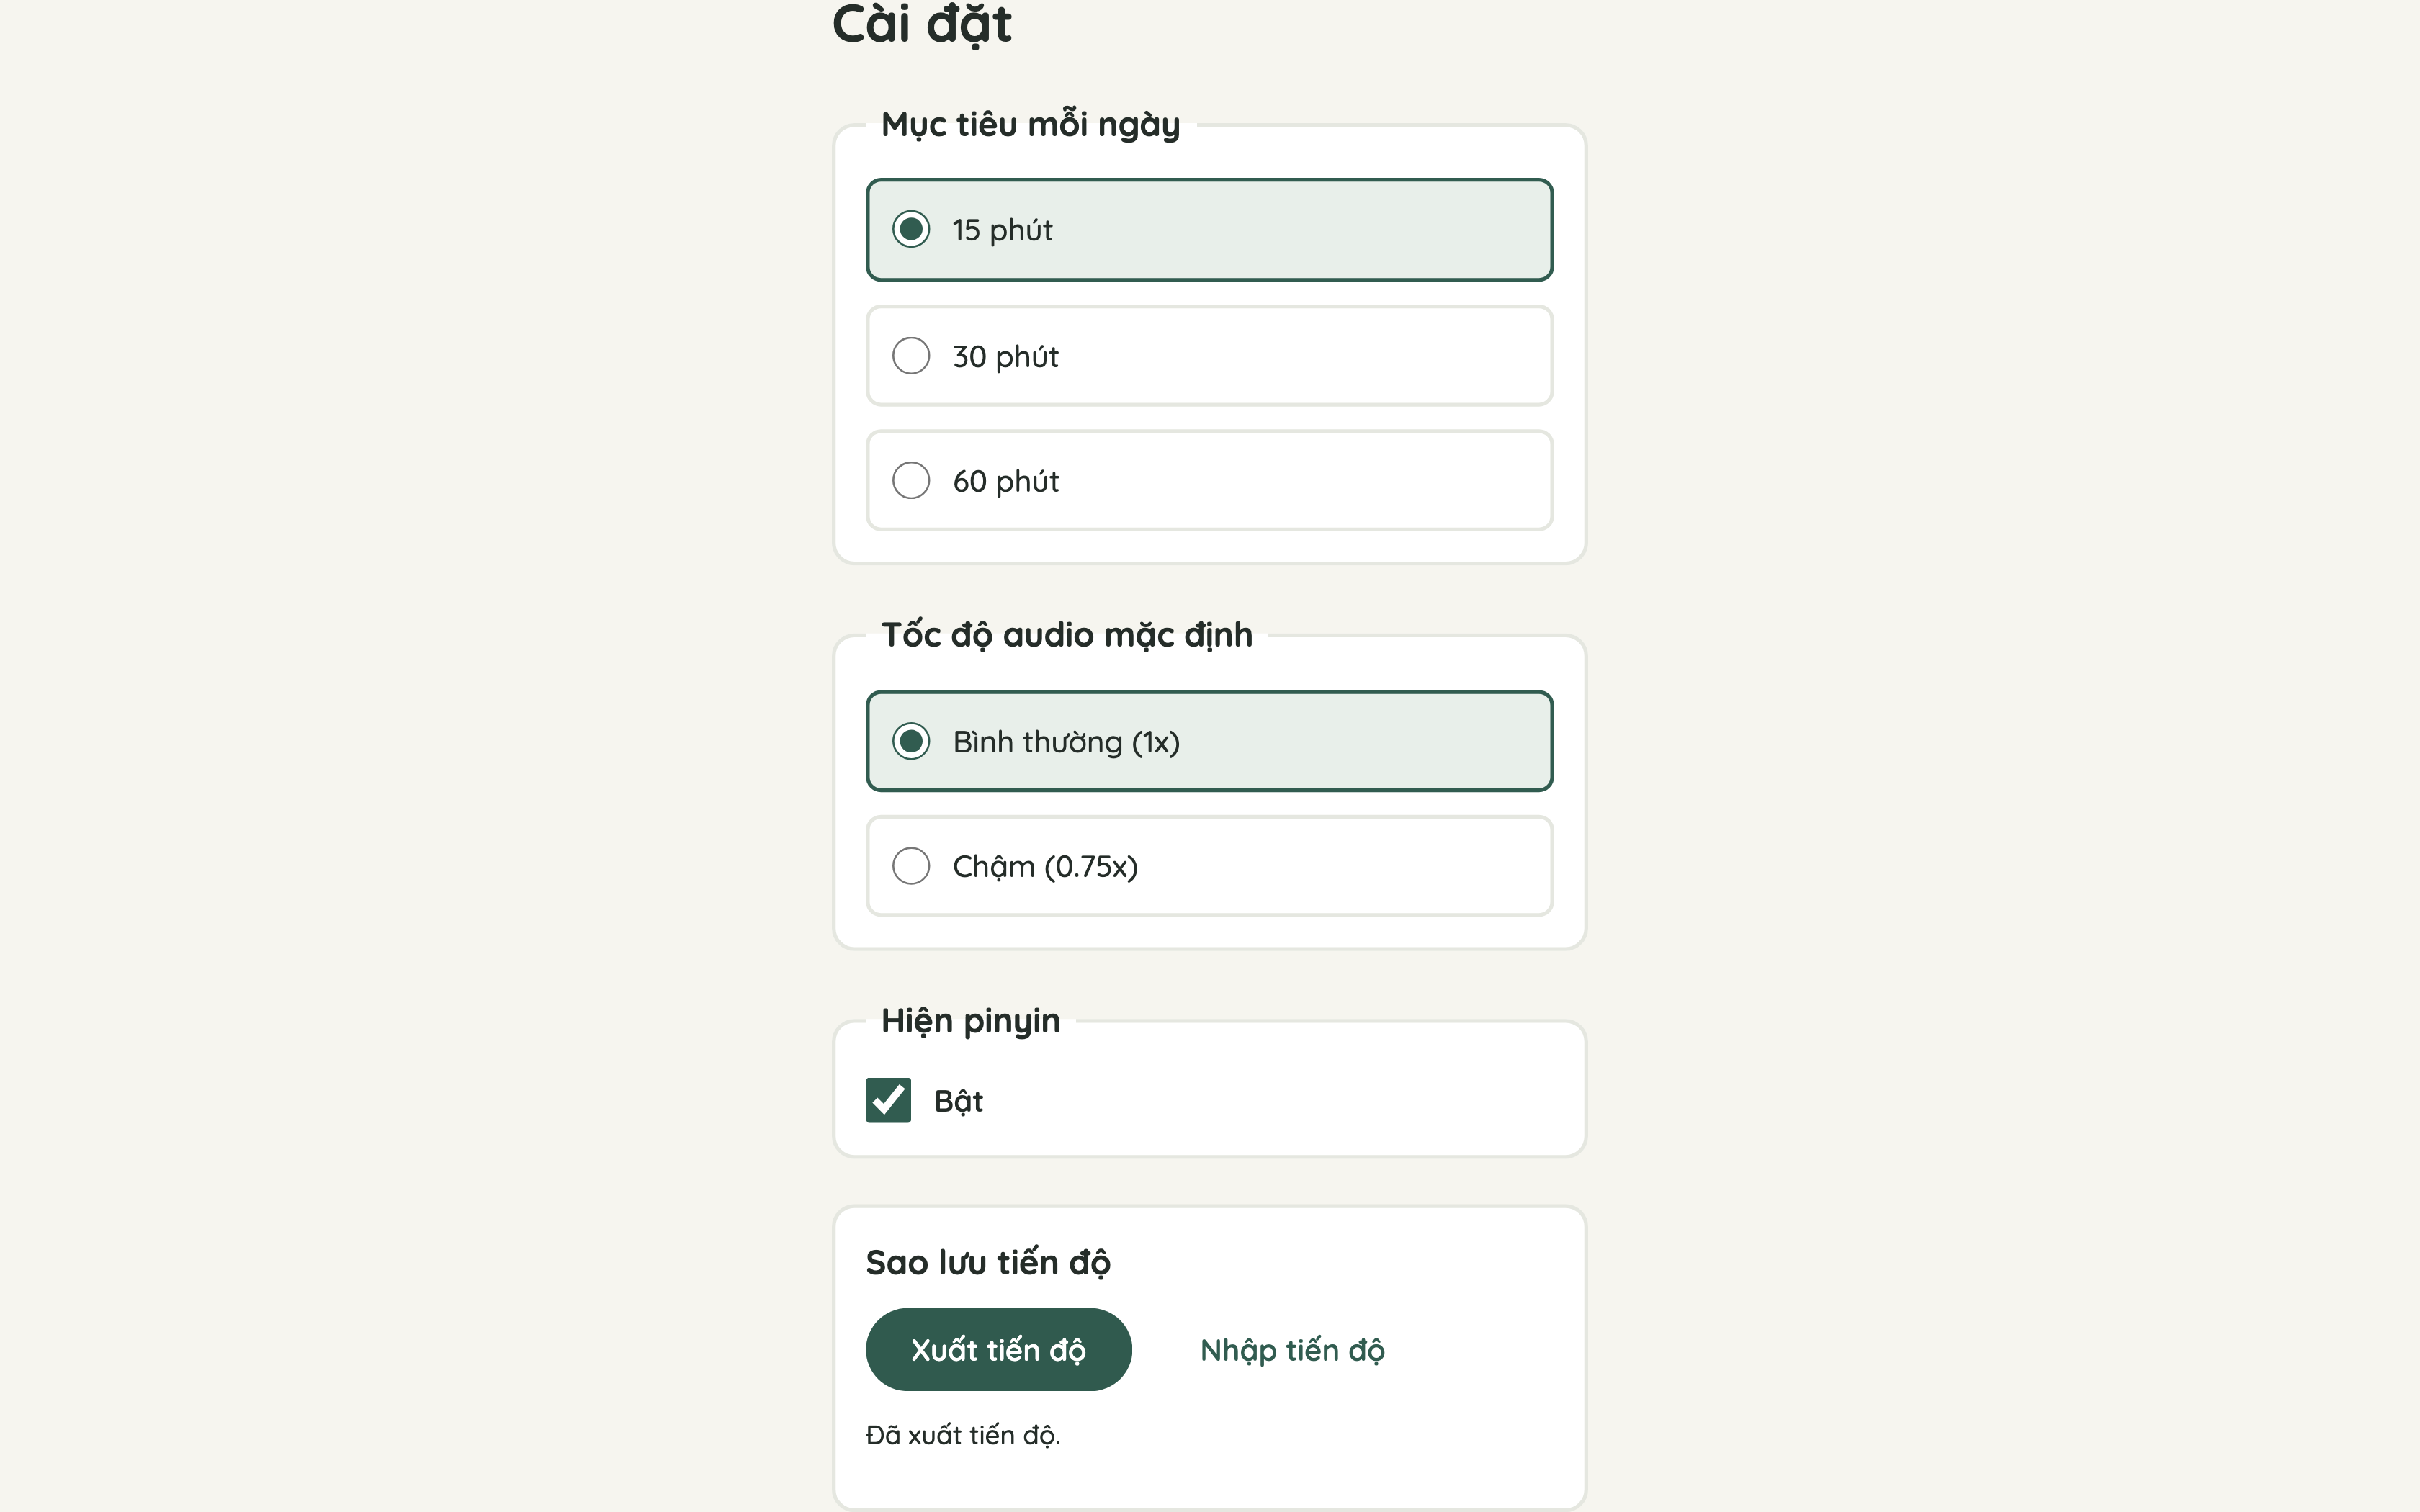 Cài đặt
Mục tiêu mỗi ngày
15 phút
30 phút
60 phút
Tốc độ audio mặc định
Bình thường (1x)
Chậm (0.75x)
Hiện pinyin
Bật
Sao lưu tiến độ
Xuất tiến độ
Nhập tiến độ
Đã xuất tiến độ.